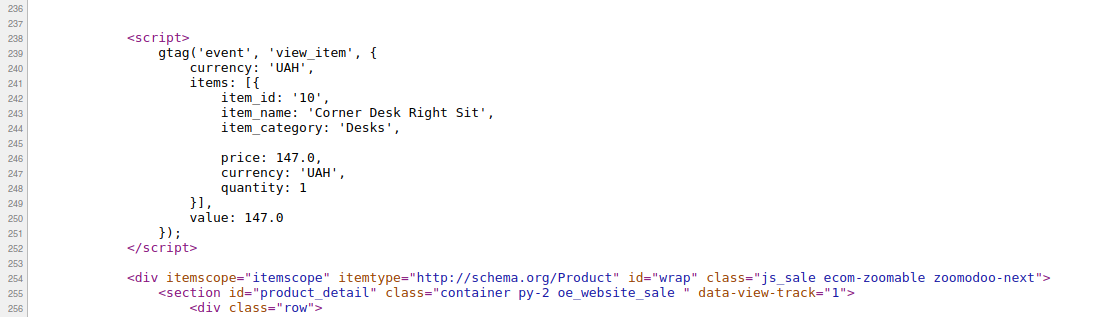 236
237
238 <script>
239 gtag('event', 'view_item', {
240 currency: 'UAH',
241 items: [{
242 item_id: '10',
243 item_name: 'Corner Desk Right Sit',
244 item_category: 'Desks',
245
246 price: 147.0,
247 currency: 'UAH',
248 quantity: 1
249 }],
250 value: 147.0
251 });
252 </script>
253
254 <div itemscope="itemscope" itemtype="http://schema.org/Product" id="wrap" class="js_sale ecom-zoomable zoomodoo-next">
255 <section id="product_detail" class="container py-2 oe_website_sale " data-view-track="1">
256 <div class="row">